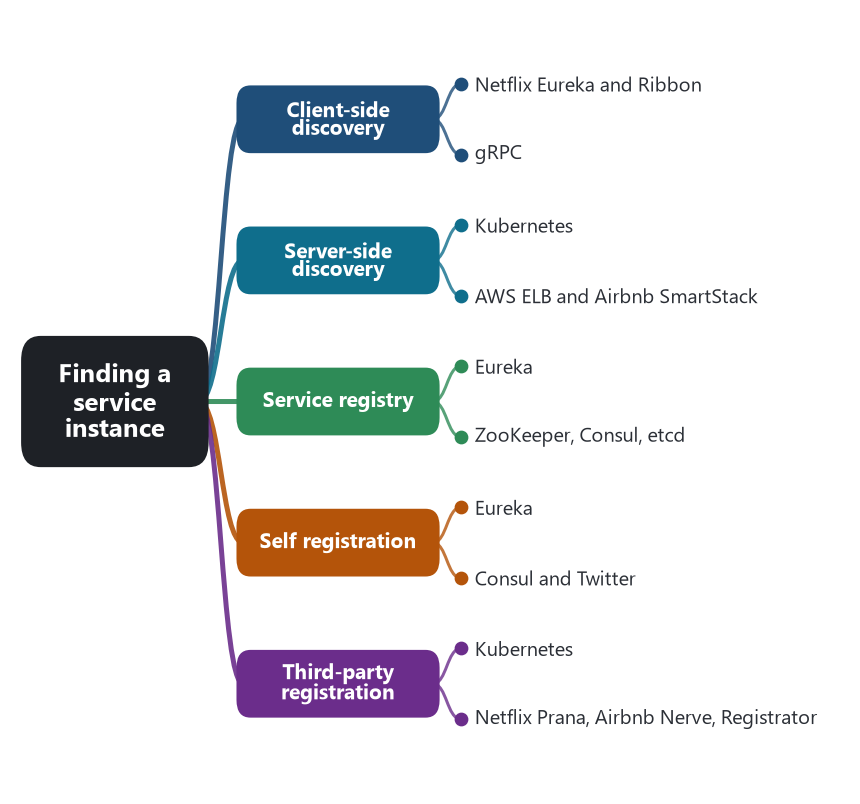 Finding a
service
instance
Client-side
discovery
Netflix Eureka and Ribbon
gRPC
Server-side
discovery
Kubernetes
AWS ELB and Airbnb SmartStack
Service registry
Eureka
ZooKeeper, Consul, etcd
Self registration
Eureka
Consul and Twitter
Third-party
registration
Kubernetes
Netflix Prana, Airbnb Nerve, Registrator